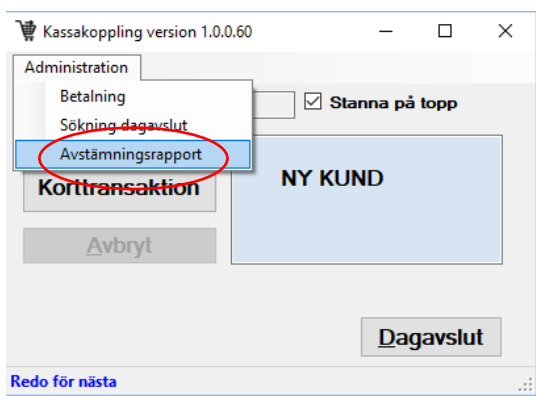 Kassakoppling version 1.0.0.60
Administration
Betalning
Stanna på topp
Sökning dagavslut
Avstämningsrapport
Korttransaktion
NY KUND
Avbryt
Dagavslut
Redo för nästa